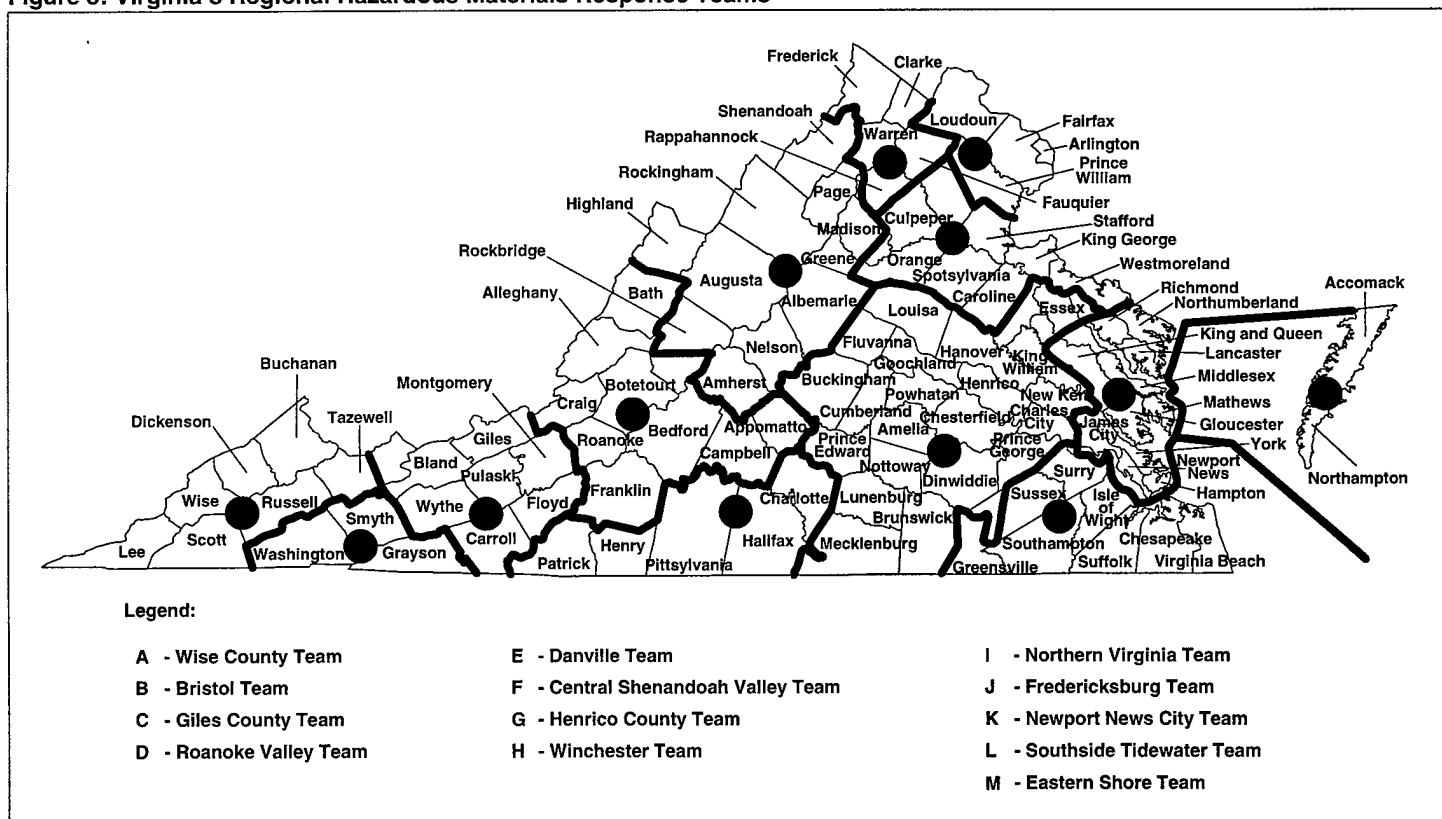 Figure 3: Virginia's Regional Hazardous Materials Response Teams
Frederick
Clarke
Shenandoah
Loudoun
Fairfax
Rappahannock
Warren
Arlington
Prince
William
Rockingham
Page
Fauquier
Highland
Culpeper
Stafford
Madison
King George
Rockbridge
Greene
Orange
Westmoreland
Augusta
Spotsylvania
Richmond
Accomack
Alleghany
Bath
Albemarle
Caroline
Northumberland
Louisa
Essex
King and Queen
Nelson
Fluvanna
Hanover
King
William
Lancaster
Buchanan
Goochland
Montgomery
Botetourt
Amherst
Buckingham
Henrico
Middlesex
Powhatan
New Kent
Dickenson
Tazewell
Craig
Cumberland
Chesterfield
Charles
City
Mathews
Appomatto
Amelia
James
City
Gloucester
Giles
Roanoke
Bedford
Prince
Edward
Prince
George
York
Bland
Campbell
Nottoway
Surry
Newport
News
Northampton
Pulaski
Dinwiddie
Wise
Russell
Wythe
Floyd
Franklin
Charlotte
Lunenburg
Sussex
Isle
of
Wight
Hampton
Smyth
Brunswick
Chesapeake
Scott
Carroll
Henry
Halifax
Mecklenburg
Southampton
Lee
Washington
Grayson
Patrick
Pittsylvania
Greensville
Suffolk
Virginia Beach
Legend:
A - Wise County Team
B - Bristol Team
C - Giles County Team
D - Roanoke Valley Team
E - Danville Team
F - Central Shenandoah Valley Team
G - Henrico County Team
H - Winchester Team
I - Northern Virginia Team
J - Fredericksburg Team
K - Newport News City Team
L - Southside Tidewater Team
M - Eastern Shore Team